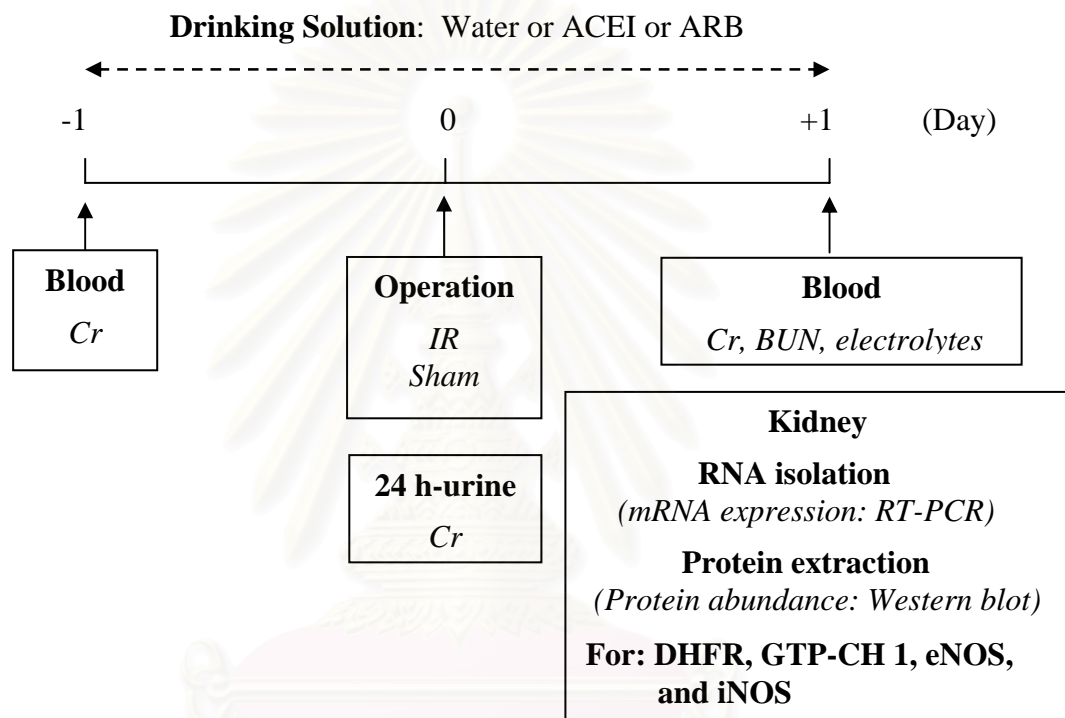 Drinking Solution: Water or ACEI or ARB
-1 0 +1 (Day)
Blood
Cr
Operation
IR
Sham
24 h-urine
Cr
Blood
Cr, BUN, electrolytes
Kidney
RNA isolation
(mRNA expression: RT-PCR)
Protein extraction
(Protein abundance: Western blot)
For: DHFR, GTP-CH 1, eNOS,
and iNOS